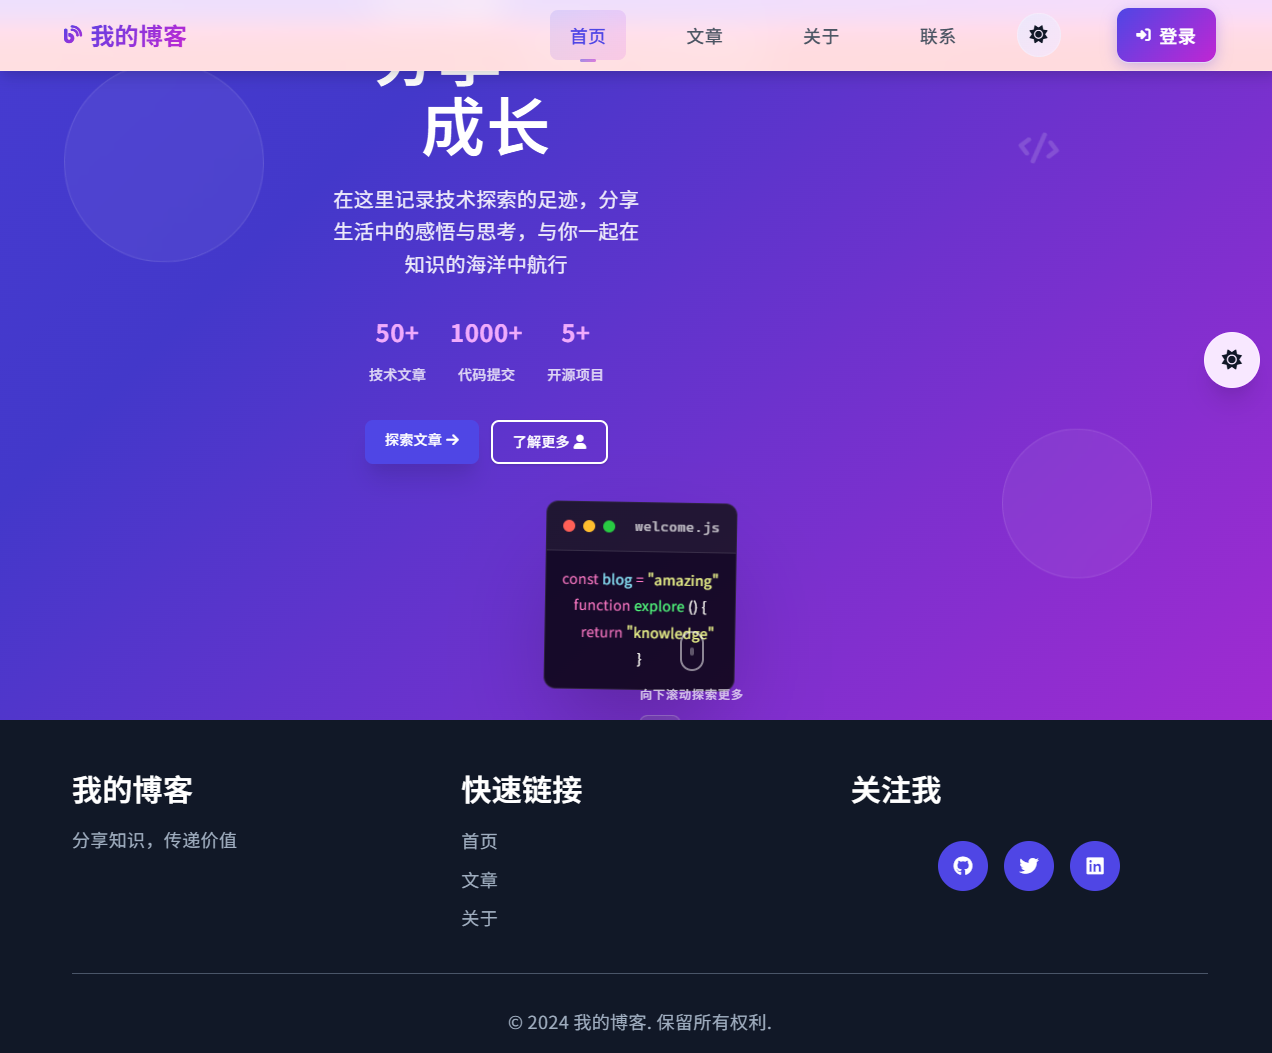 我的博客
首页
文章
关于
联系
登录
分享
成长
在这里记录技术探索的足迹，分享
生活中的感悟与思考，与你一起在
知识的海洋中航行
50+
1000+
5+
技术文章
代码提交
开源项目
探索文章
了解更多
welcome.js
const blog = "amazing"
function explore () {
return "knowledge"
}
向下滚动探索更多
我的博客
分享知识，传递价值
快速链接
首页
文章
关于
关注我
© 2024 我的博客. 保留所有权利.